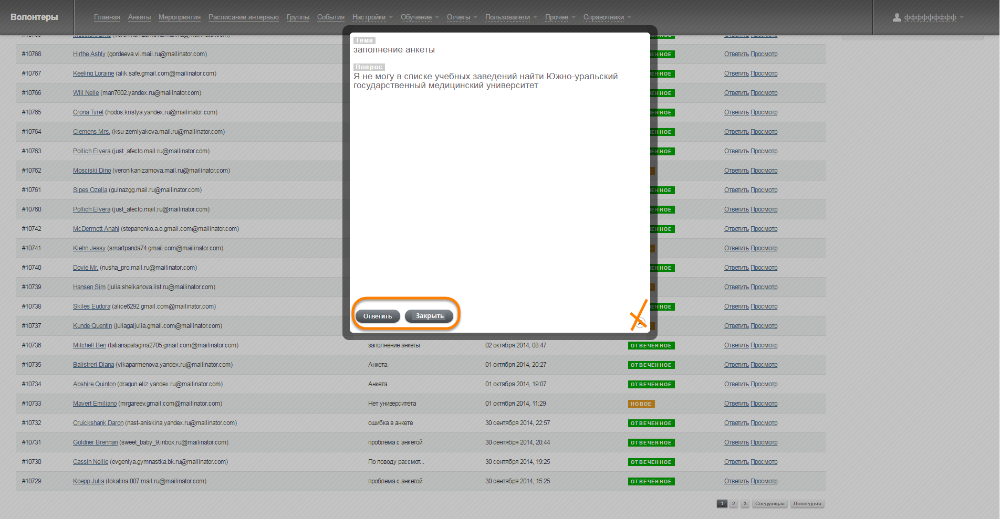 Волонтеры Главная Анкеты Мероприятия Расписание интервью Группы События Настройки Обучение Отчеты Пользователи Прочее Справочники фффффффффф
#10768 Hirthe Ashly (gordeeva.vl.mail.ru@mailinator.com) Ответить Просмотр
#10767 Keeling Loraine (alik.safe.gmail.com@mailinator.com) Ответить Просмотр
#10766 Will Nelle (man7602.yandex.ru@mailinator.com) Ответить Просмотр
#10765 Crona Tyrel (hodos.kristya.yandex.ru@mailinator.com) Ответить Просмотр
#10764 Clemens Mrs. (ksu-zemlyakova.mail.ru@mailinator.com) Ответить Просмотр
#10763 Pollich Elvera (just_afecto.mail.ru@mailinator.com) Ответить Просмотр
#10762 Mosciski Dino (veronikanizamova.mail.ru@mailinator.com) Ответить Просмотр
#10761 Sipes Ozella (gulnazgg.mail.ru@mailinator.com) Ответить Просмотр
#10760 Pollich Elvera (just_afecto.mail.ru@mailinator.com) Ответить Просмотр
#10742 McDermott Anahi (stepanenko.a.o.gmail.com@mailinator.com) Ответить Просмотр
#10741 Kiehn Jessy (smartpanda74.gmail.com@mailinator.com) Ответить Просмотр
#10740 Dovie Mr. (nusha_pro.mail.ru@mailinator.com) Ответить Просмотр
#10739 Hansen Sim (julia.shelkanova.list.ru@mailinator.com) Ответить Просмотр
#10738 Skiles Eudora (alice6292.gmail.com@mailinator.com) Ответить Просмотр
#10737 Kunde Quentin (juliagaljulia.gmail.com@mailinator.com) Ответить Просмотр
#10736 Mitchell Ben (tatianapalagina2705.gmail.com@mailinator.com) заполнение анкеты 02 октября 2014, 08:47 ОТВЕЧЕННОЕ Ответить Просмотр
#10735 Balistreri Diana (vikaparmenova.yandex.ru@mailinator.com) Анкета. 01 октября 2014, 20:27 ОТВЕЧЕННОЕ Ответить Просмотр
#10734 Abshire Quinton (dragun.eliz.yandex.ru@mailinator.com) Анкета 01 октября 2014, 19:07 ОТВЕЧЕННОЕ Ответить Просмотр
#10733 Mayert Emiliano (mrgareev.gmail.com@mailinator.com) Нет университета 01 октября 2014, 11:29 НОВОЕ Ответить Просмотр
#10732 Cruickshank Daron (nast-aniskina.yandex.ru@mailinator.com) ошибка в анкете 30 сентября 2014, 22:57 ОТВЕЧЕННОЕ Ответить Просмотр
#10731 Goldner Brennan (sweet_baby_9.inbox.ru@mailinator.com) проблема с анкетой 30 сентября 2014, 20:44 ОТВЕЧЕННОЕ Ответить Просмотр
#10730 Cassin Nellie (evgeniya.gymnastka.bk.ru@mailinator.com) По поводу рассмот... 30 сентября 2014, 19:25 ОТВЕЧЕННОЕ Ответить Просмотр
#10729 Koepp Julia (lokalina.007.mail.ru@mailinator.com) проблема с анкетой 30 сентября 2014, 15:25 ОТВЕЧЕННОЕ Ответить Просмотр
1 2 3 Следующая Последняя
Тема
заполнение анкеты
Вопрос
Я не могу в списке учебных заведений найти Южно-уральский
государственный медицинский университет
Ответить Закрыть